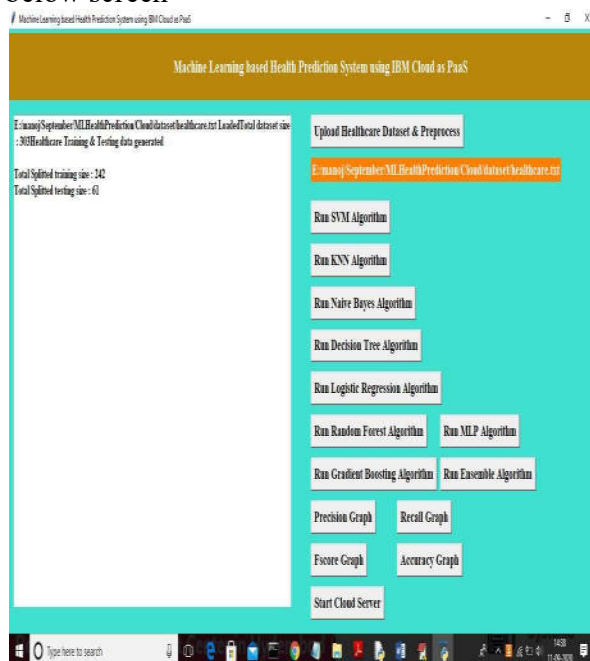 below screen
Machine Learning based Health Prediction System using IBM Cloud as PaaS
Machine Learning based Health Prediction System using IBM Cloud as PaaS
E:/manoj/September/MLHealthPrediction/Cloud/dataset/healthcare.txt LoadedTotal dataset size
: 303Healthcare Training & Testing data generated
Total Splitted training size : 242
Total Splitted testing size : 61
Upload Healthcare Dataset & Preprocess
E:/manoj/September/MLHealthPrediction/Cloud/dataset/healthcare.txt
Run SVM Algorithm
Run KNN Algorithm
Run Naive Bayes Algorithm
Run Decision Tree Algorithm
Run Logistic Regression Algorithm
Run Random Forest Algorithm Run MLP Algorithm
Run Gradient Boosting Algorithm Run Ensemble Algorithm
Precision Graph Recall Graph
Fscore Graph Accuracy Graph
Start Cloud Server
Type here to search
14:58